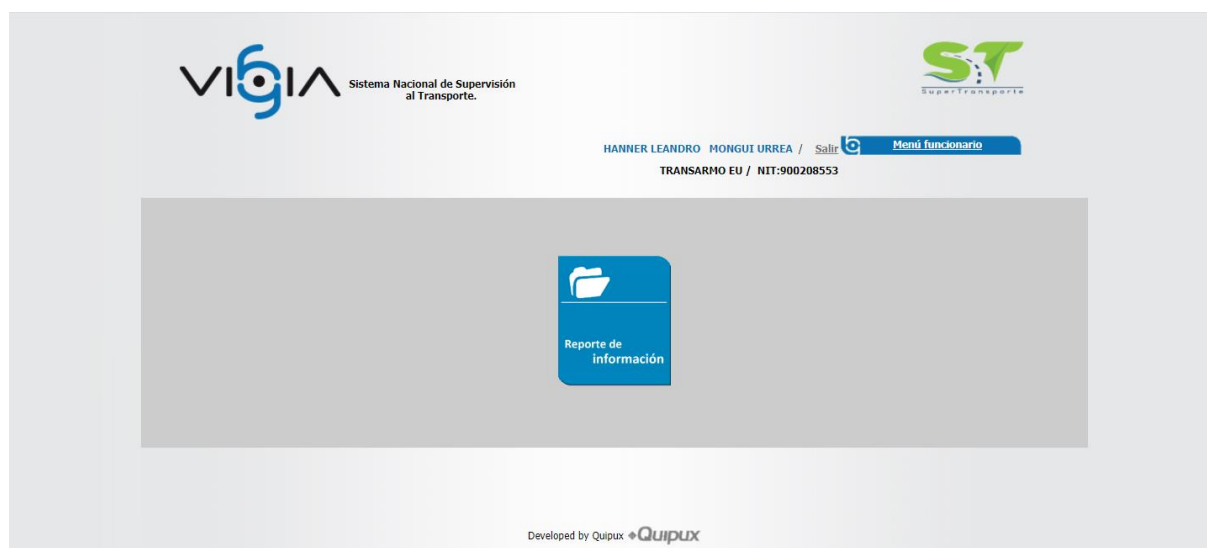 VIGIA
Sistema Nacional de Supervisión
al Transporte.
ST
SuperTransporte
HANNER LEANDRO MONGUI URREA / Salir
Menú funcionario
TRANSARMO EU / NIT:900208553
Reporte de
información
Developed by Quipux Quipux